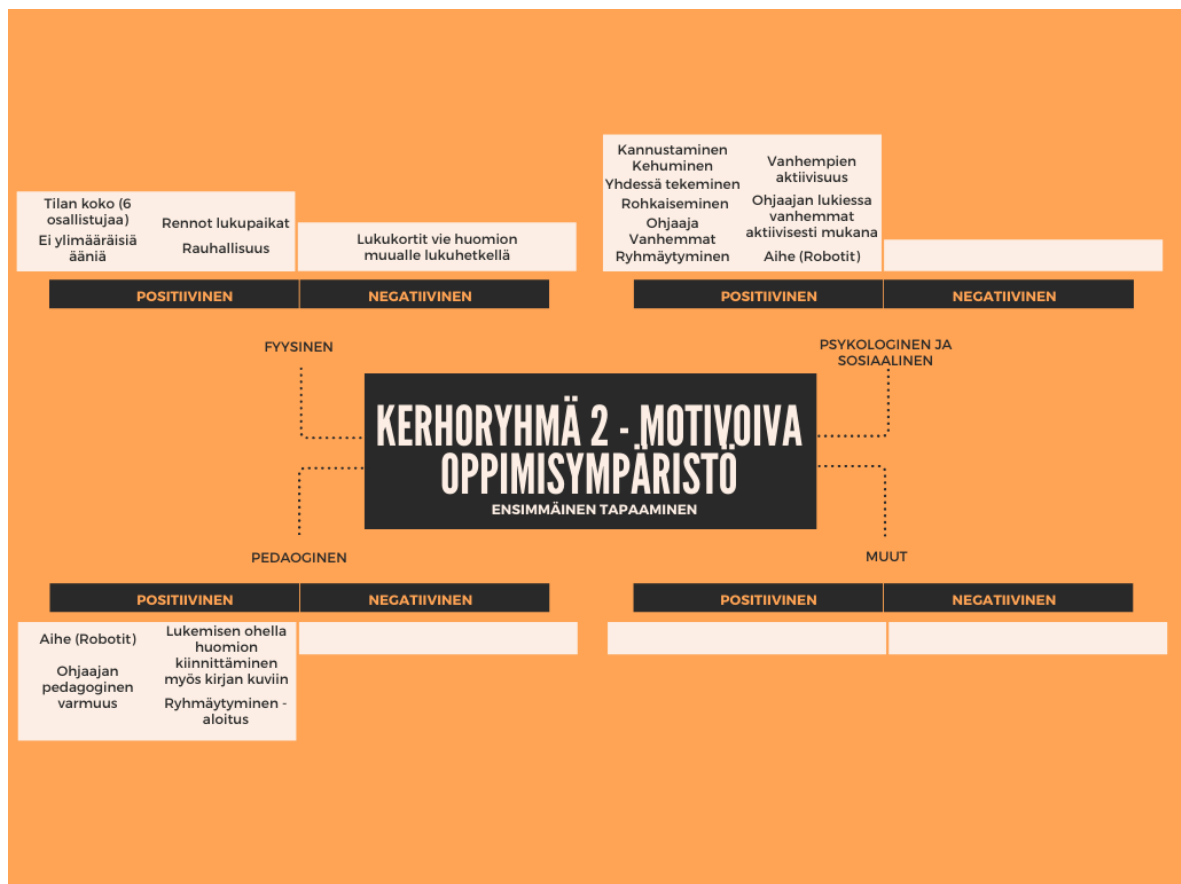 Tilan koko (6
osallistujaa)
Ei ylimääräisiä
ääniä
Rennot lukupaikat
Rauhallisuus
Lukukortit vie huomion
muualle lukuhetkellä
POSITIIVINEN
NEGATIIVINEN
FYYSINEN
Kannustaminen
Kehuminen
Yhdessä tekeminen
Rohkaiseminen
Ohjaaja
Vanhemmat
Ryhmäytyminen
Vanhempien
aktiivisuus
Ohjaajan lukiessa
vanhemmat
aktiivisesti mukana
Aihe (Robotit)
POSITIIVINEN
NEGATIIVINEN
PSYKOLOGINEN JA
SOSIAALINEN
KERHORYHMÄ 2 - MOTIVOIVA
OPPIMISYMPÄRISTÖ
ENSIMMÄINEN TAPAAMINEN
PEDAOGINEN
POSITIIVINEN
NEGATIIVINEN
Aihe (Robotit)
Ohjaajan
pedagoginen
varmuus
Lukemisen ohella
huomion
kiinnittäminen
myös kirjan kuviin
Ryhmäytyminen -
aloitus
MUUT
POSITIIVINEN
NEGATIIVINEN